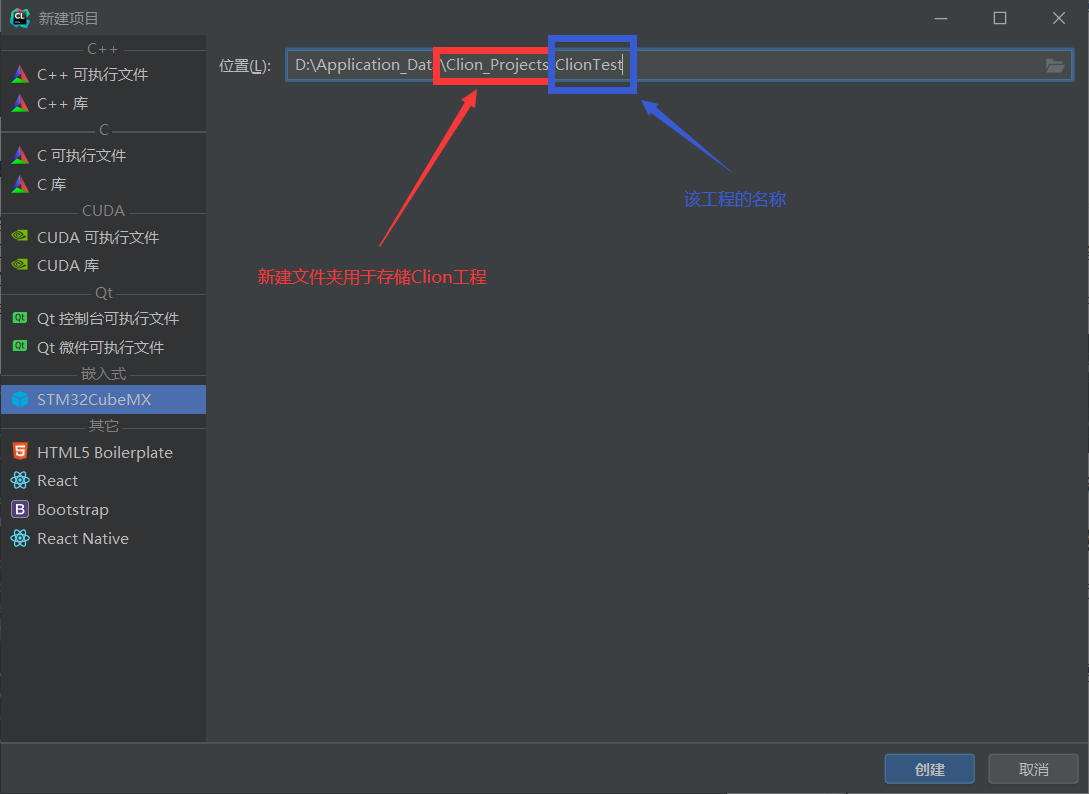 新建项目
C++
C++ 可执行文件
C++ 库
C
C 可执行文件
C 库
CUDA
CUDA 可执行文件
CUDA 库
Qt
Qt 控制台可执行文件
Qt 微件可执行文件
嵌入式
STM32CubeMX
其它
HTML5 Boilerplate
React
Bootstrap
React Native
位置(L): D:\Application_Dat \Clion_Projects ClionTest
该工程的名称
新建文件夹用于存储Clion工程
创建 取消